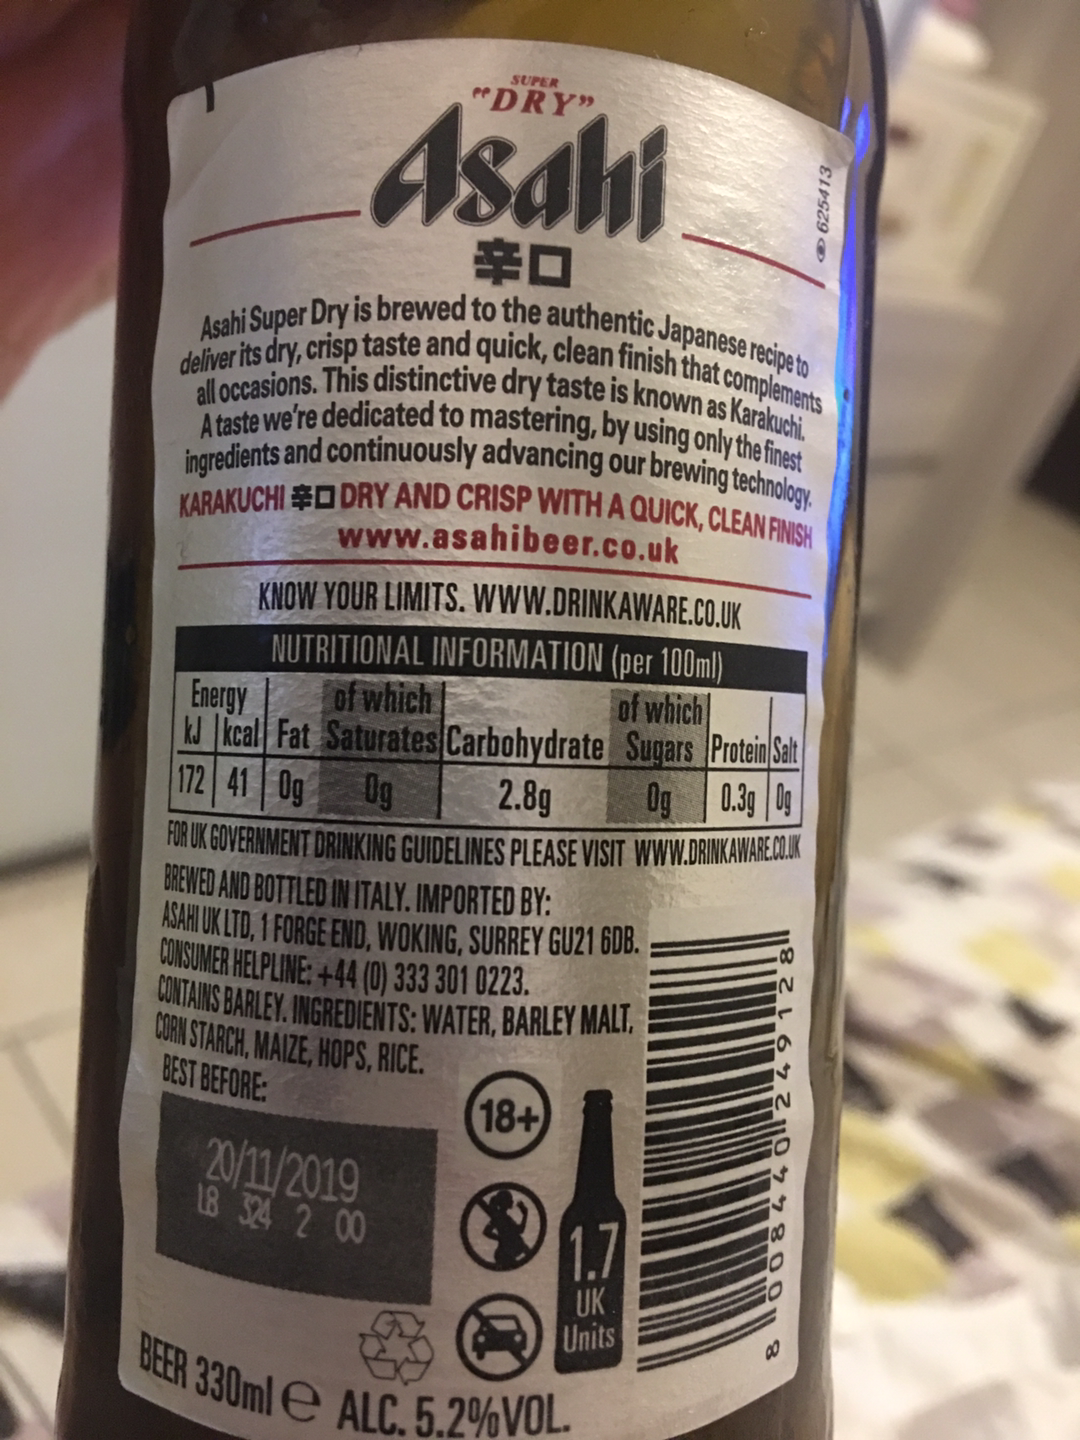 SUPER
"DRY"
Asahi
辛口
625413
Asahi Super Dry is brewed to the authentic Japanese recipe to
deliver its dry, crisp taste and quick, clean finish that complements
all occasions. This distinctive dry taste is known as Karakuchi.
A taste we're dedicated to mastering, by using only the finest
ingredients and continuously advancing our brewing technology.
KARAKUCHI 辛口 DRY AND CRISP WITH A QUICK, CLEAN FINISH
www.asahibeer.co.uk
KNOW YOUR LIMITS. WWW.DRINKAWARE.CO.UK
NUTRITIONAL INFORMATION (per 100ml)
Energy of which of which
kJ kcal Fat Saturates Carbohydrate Sugars Protein Salt
172 41 0g 0g 2.8g 0g 0.3g 0g
FOR UK GOVERNMENT DRINKING GUIDELINES PLEASE VISIT WWW.DRINKAWARE.CO.UK
BREWED AND BOTTLED IN ITALY. IMPORTED BY:
ASAHI UK LTD, 1 FORGE END, WOKING, SURREY GU21 6DB.
CONSUMER HELPLINE: +44 (0) 333 301 0223.
CONTAINS BARLEY. INGREDIENTS: WATER, BARLEY MALT,
CORN STARCH, MAIZE, HOPS, RICE.
BEST BEFORE:
20/11/2019
L8 324 2 00
18+
1.7
UK
Units
8 008440 249128
BEER 330ml e ALC. 5.2%VOL.